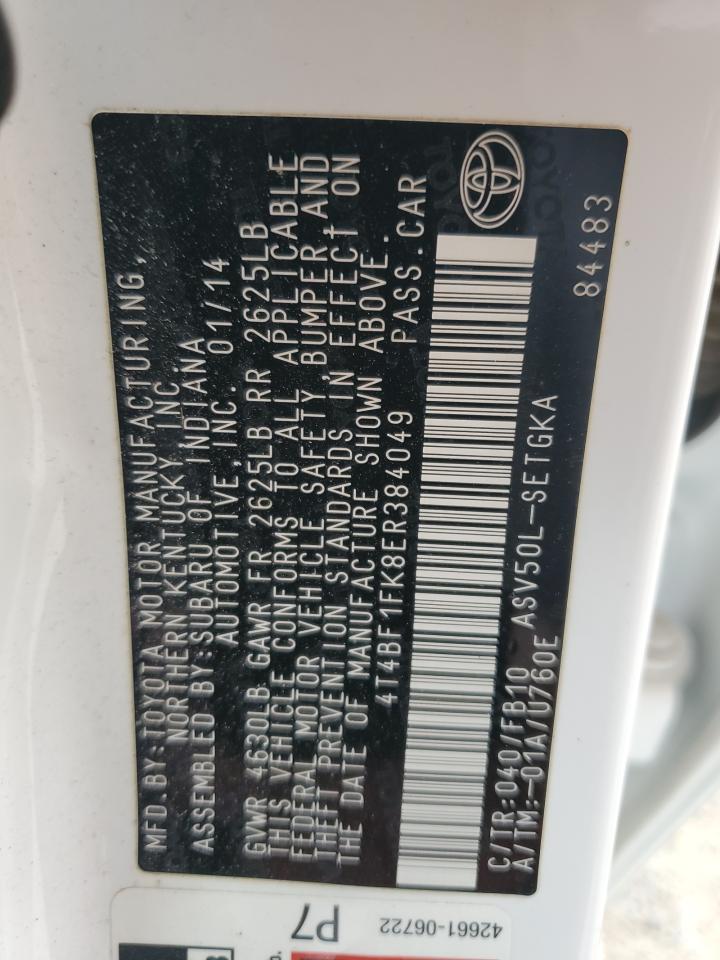 MFD. BY:TOYOTA MOTOR MANUFACTURING,
NORTHERN KENTUCKY, INC.
ASSEMBLED BY:SUBARU OF INDIANA
AUTOMOTIVE,INC. 01/14
GVWR 4630LB GAWR FR 2625LB RR 2625LB
THIS VEHICLE CONFORMS TO ALL APPLICABLE
FEDERAL MOTOR VEHICLE SAFETY, BUMPER AND
THEFT PREVENTION STANDARDS IN EFFECT ON
THE DATE OF MANUFACTURE SHOWN ABOVE.
4T4BF1FK8ER384049 PASS.CAR
C/TR:040/FB10 ASV50L-SETGKA
A/TM:-01A/U760E
84483
P7
42661-06722